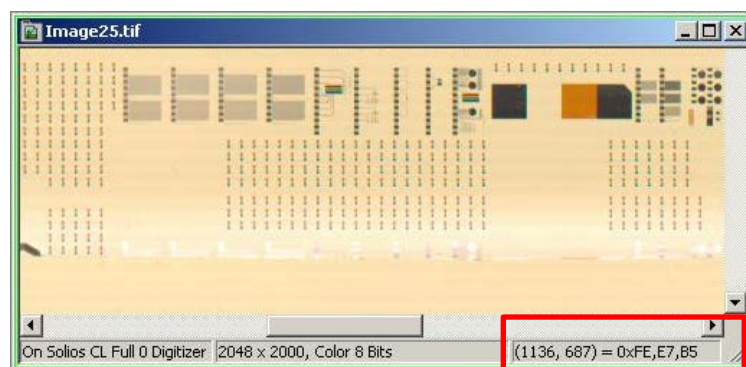 Image25.tif
On Solios CL Full 0 Digitizer 2048 x 2000, Color 8 Bits (1136, 687) = 0xFE,E7,B5